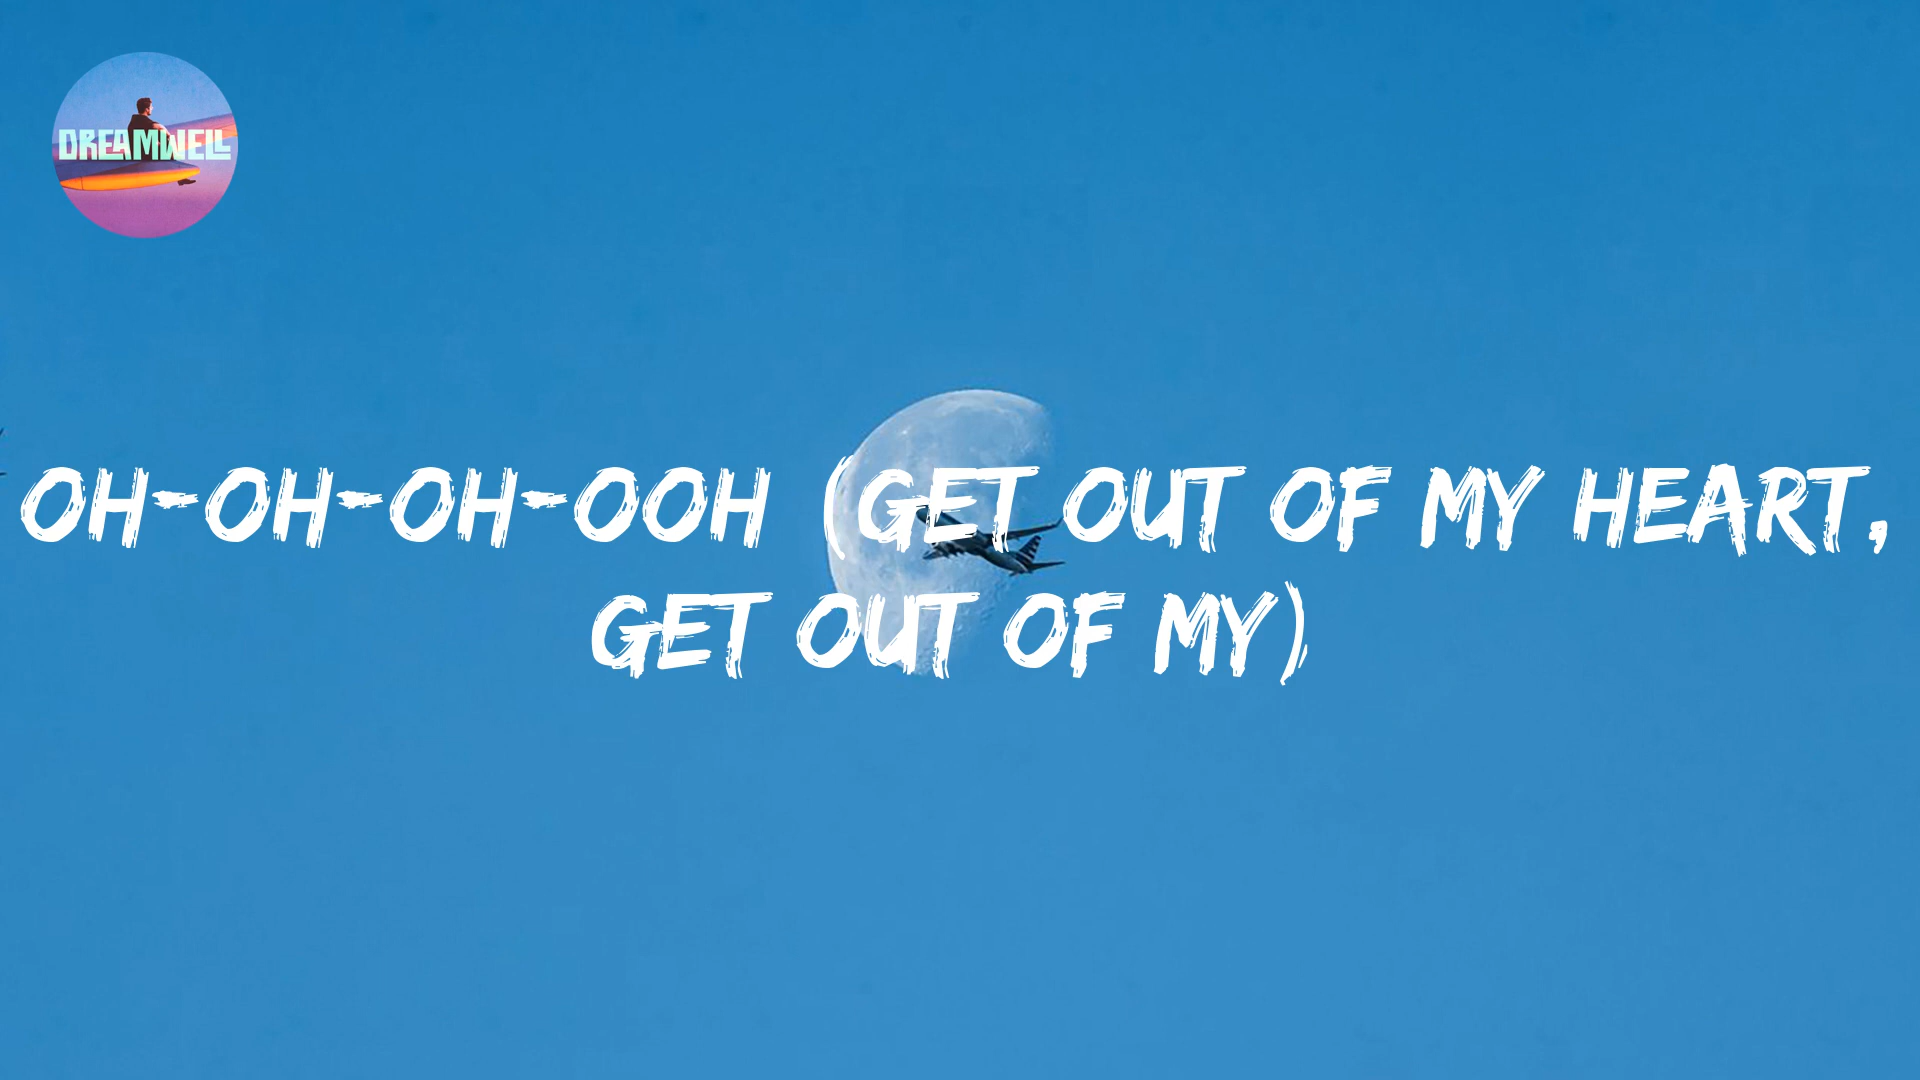 DREAMWELL
OH-OH-OH-OOH (GET OUT OF MY HEART,
GET OUT OF MY)